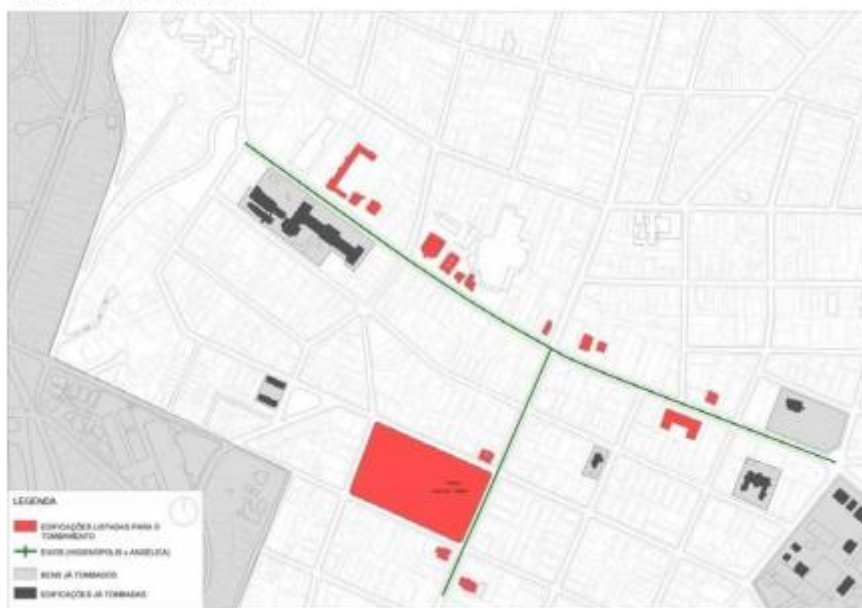 LEGENDA
EDIFICAÇÕES LISTADAS PARA O
TOMBAMENTO
EIXOS (HIGIENÓPOLIS e ANGÉLICA)
BENS JÁ TOMBADOS
EDIFICAÇÕES JÁ TOMBADAS